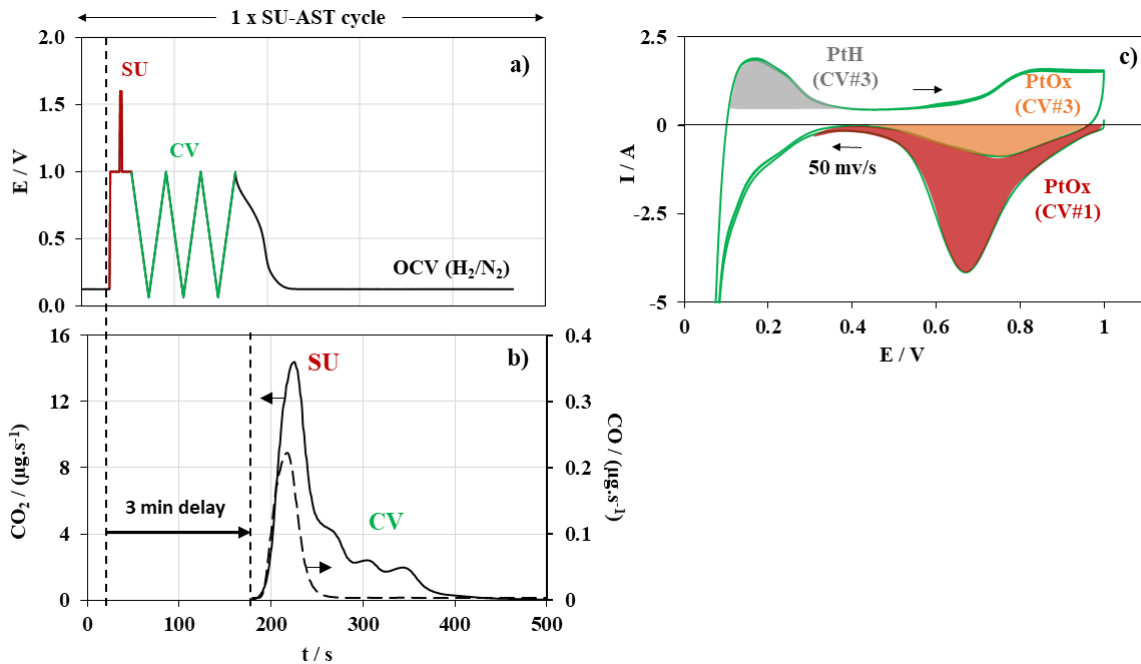 1 x SU-AST cycle
a)
E / V
2.0
1.5
1.0
0.5
0.0
SU
CV
OCV (H₂/N₂)
b)
CO₂ / (µg.s⁻¹)
16
12
8
4
0
SU
CV
3 min delay
0.4
0.3
0.2
0.1
0
CO / (µg.s⁻¹)
0 100 200 300 400 500
t / s
c)
I / A
2.5
0
-2.5
-5
PtH
(CV#3)
PtOx
(CV#3)
50 mv/s
PtOx
(CV#1)
0 0.2 0.4 0.6 0.8 1
E / V